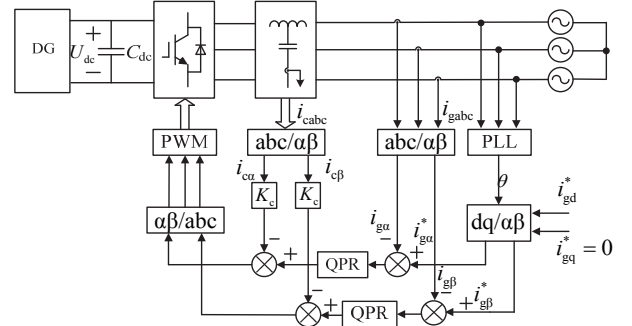 DG
+
U_dc
−
C_dc
i_cabc
i_gabc
PWM
abc/αβ
abc/αβ
PLL
i_cα
i_cβ
θ
i*_gd
K_c
K_c
αβ/abc
i_gα
i*_gα
dq/αβ
i*_gq = 0
−
−
+
QPR
+
i_gβ
−
−
+
QPR
+
i*_gβ